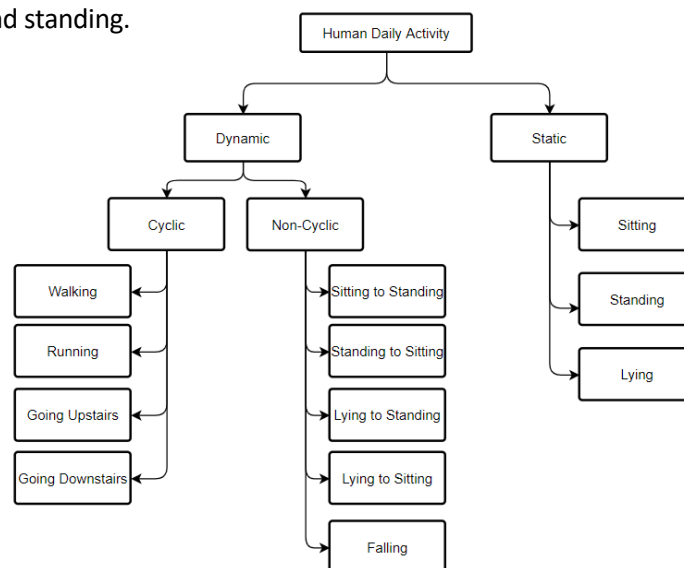 nd standing.
Human Daily Activity
Dynamic
Static
Cyclic
Non-Cyclic
Sitting
Walking
Sitting to Standing
Standing
Running
Standing to Sitting
Lying
Going Upstairs
Lying to Standing
Going Downstairs
Lying to Sitting
Falling